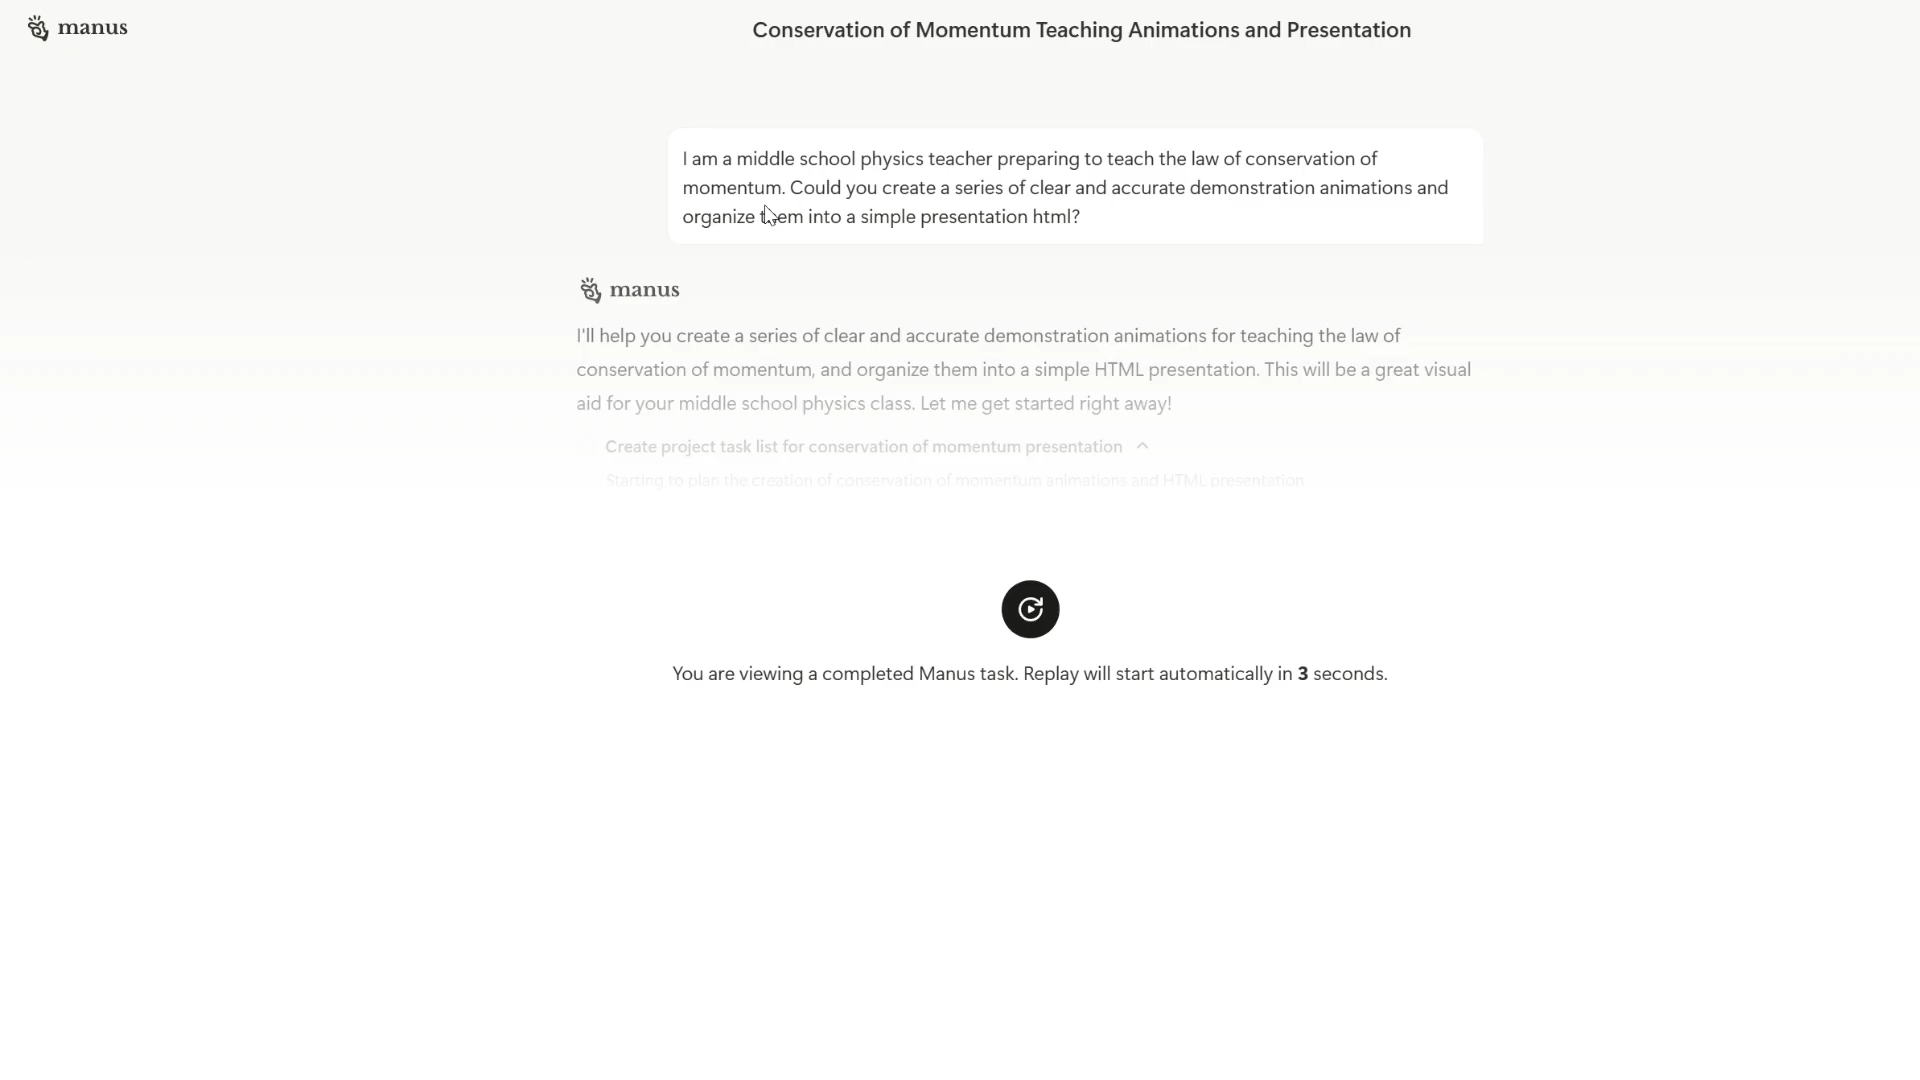 manus
Conservation of Momentum Teaching Animations and Presentation
I am a middle school physics teacher preparing to teach the law of conservation of
momentum. Could you create a series of clear and accurate demonstration animations and
organize them into a simple presentation html?
manus
I'll help you create a series of clear and accurate demonstration animations for teaching the law of
conservation of momentum, and organize them into a simple HTML presentation. This will be a great visual
aid for your middle school physics class. Let me get started right away!
Create project task list for conservation of momentum presentation
Starting to plan the creation of conservation of momentum animations and HTML presentation
You are viewing a completed Manus task. Replay will start automatically in 3 seconds.